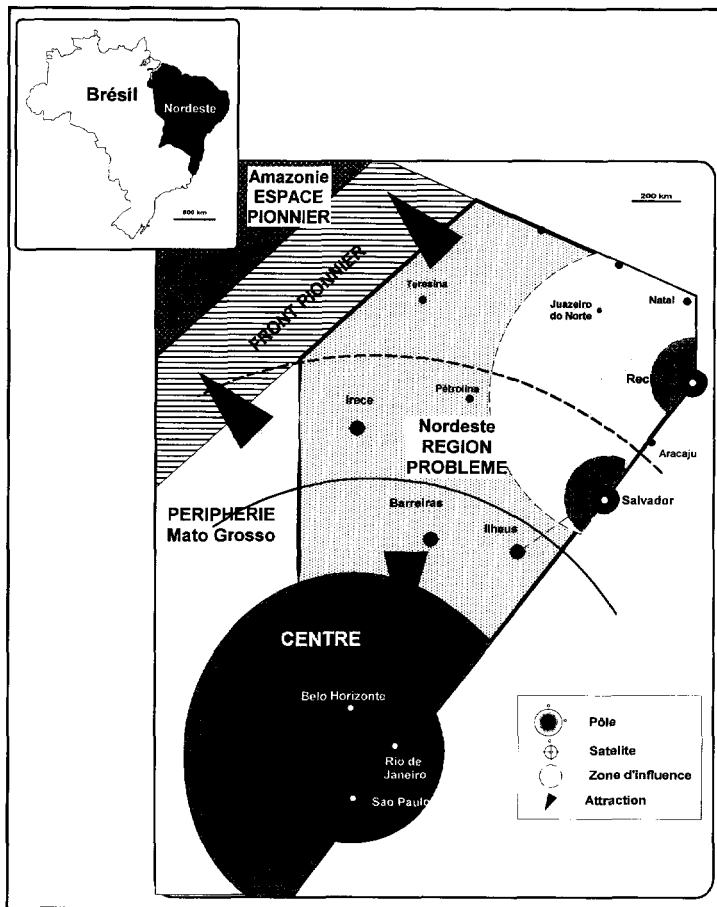 Brésil
Nordeste
600 km
Amazonie
ESPACE
PIONNIER
200 km
FRONT PIONNIER
Teresina
Juazeiro
do Norte
Natal
Rec
Pétrolina
Irece
Nordeste
REGION
PROBLEME
Aracaju
PERIPHERIE
Mato Grosso
Barreiras
Ilheus
Salvador
CENTRE
Belo Horizonte
Rio de
Janeiro
Sao Paulo
Pôle
Satelite
Zone d'influence
Attraction